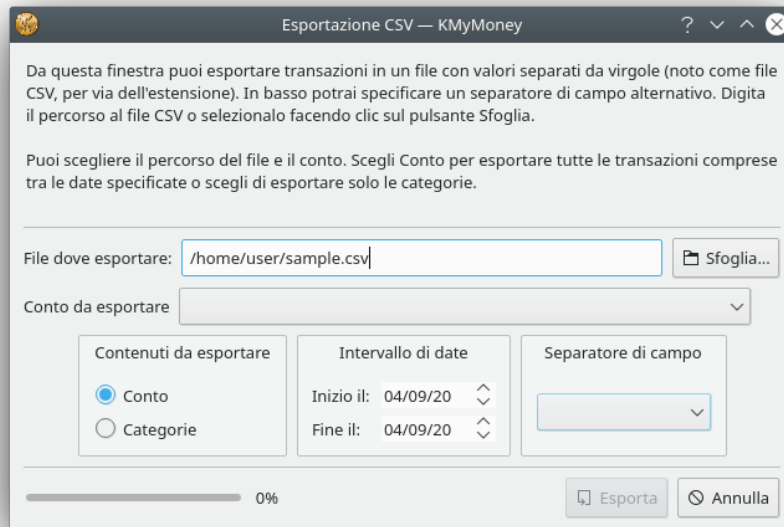 Esportazione CSV — KMyMoney
Da questa finestra puoi esportare transazioni in un file con valori separati da virgole (noto come file
CSV, per via dell'estensione). In basso potrai specificare un separatore di campo alternativo. Digita
il percorso al file CSV o selezionalo facendo clic sul pulsante Sfoglia.
Puoi scegliere il percorso del file e il conto. Scegli Conto per esportare tutte le transazioni comprese
tra le date specificate o scegli di esportare solo le categorie.
File dove esportare: /home/user/sample.csv Sfoglia...
Conto da esportare
Contenuti da esportare
Conto
Categorie
Intervallo di date
Inizio il: 04/09/20
Fine il: 04/09/20
Separatore di campo
0% Esporta Annulla